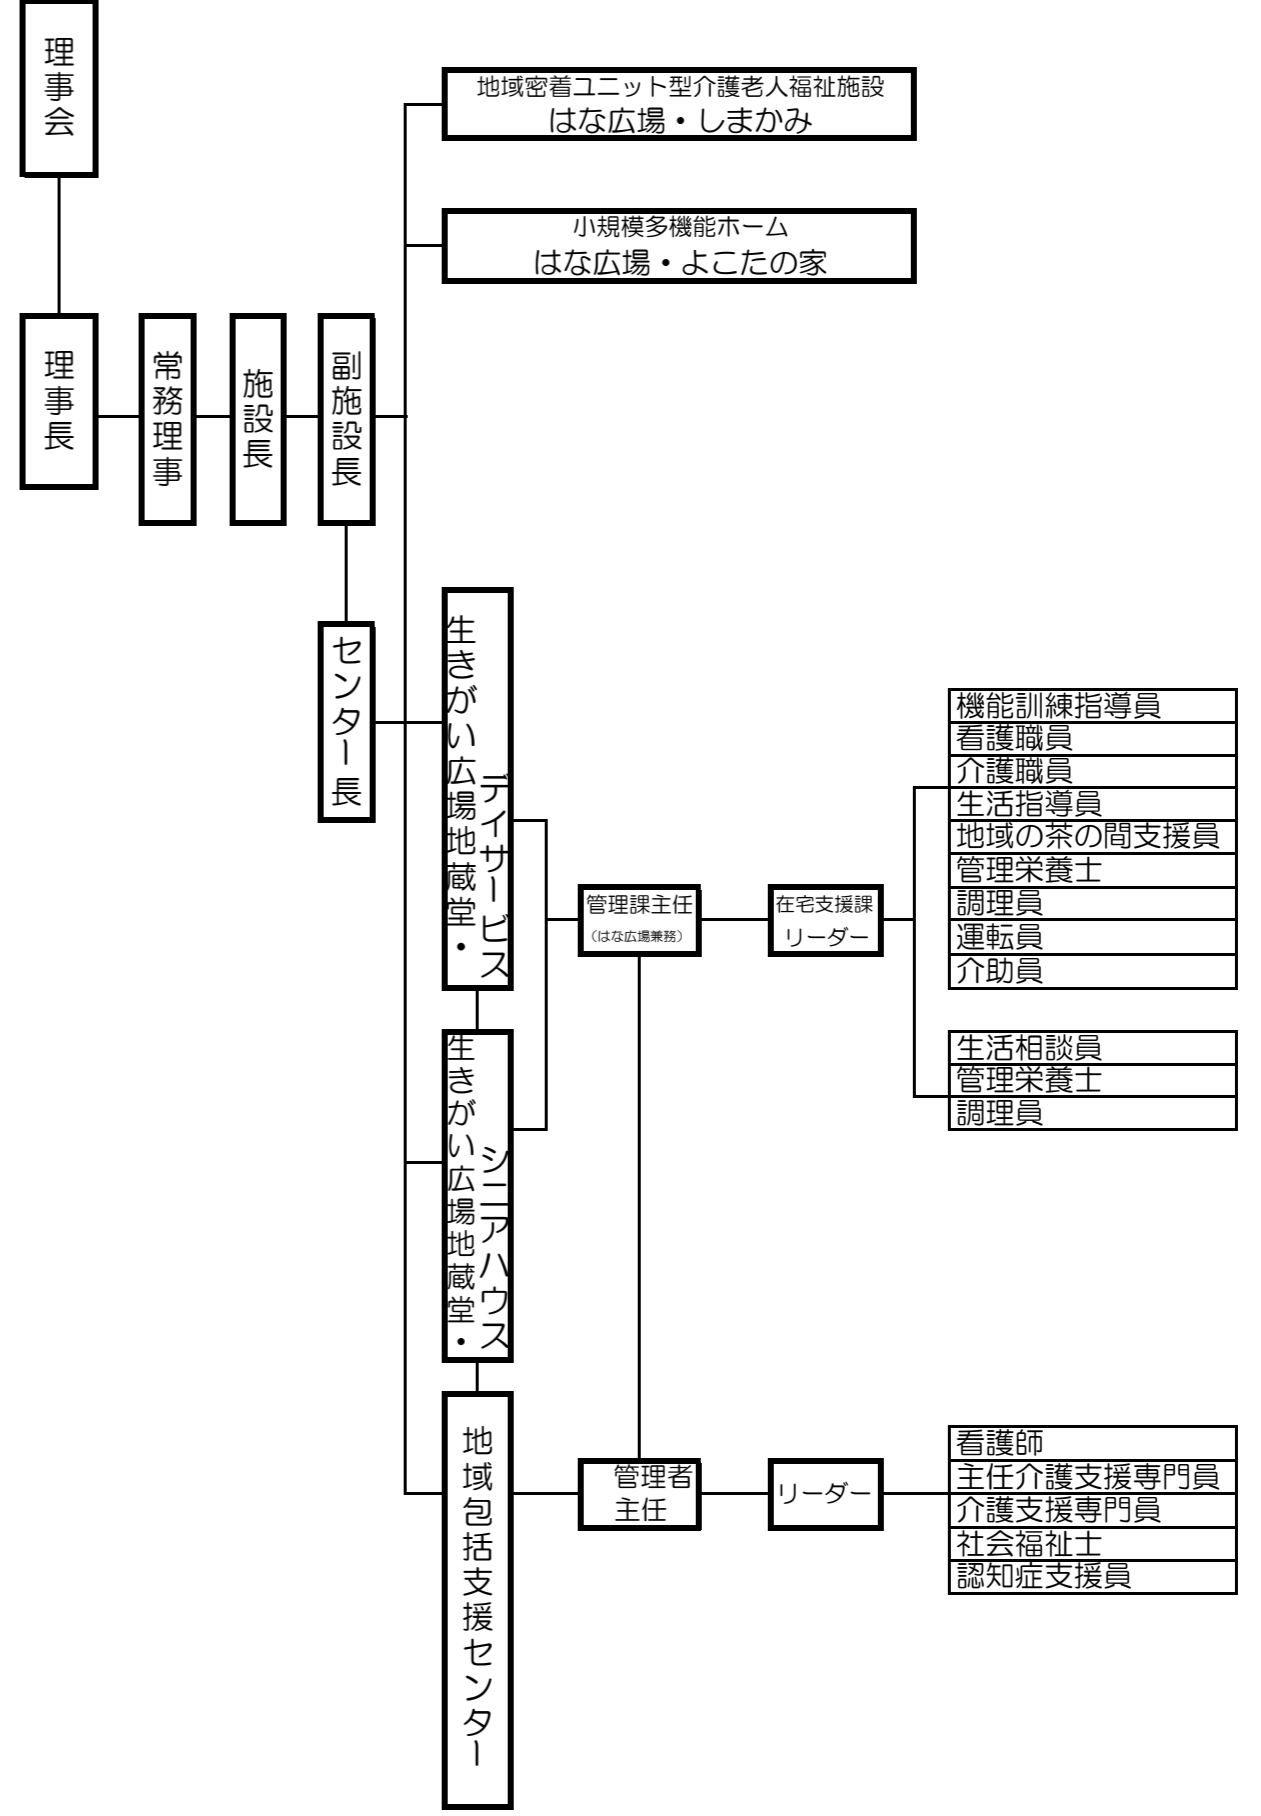 理事会
地域密着ユニット型介護老人福祉施設
はな広場・しまかみ
小規模多機能ホーム
はな広場・よこたの家
理事長
常務理事
施設長
副施設長
センター長
生きがい広場地蔵堂・
デイサービス
管理課主任
（はな広場兼務）
在宅支援課
リーダー
機能訓練指導員
看護職員
介護職員
生活指導員
地域の茶の間支援員
管理栄養士
調理員
運転員
介助員
生きがい広場地蔵堂・
シニアハウス
生活相談員
管理栄養士
調理員
地域包括支援センター
管理者
主任
リーダー
看護師
主任介護支援専門員
介護支援専門員
社会福祉士
認知症支援員